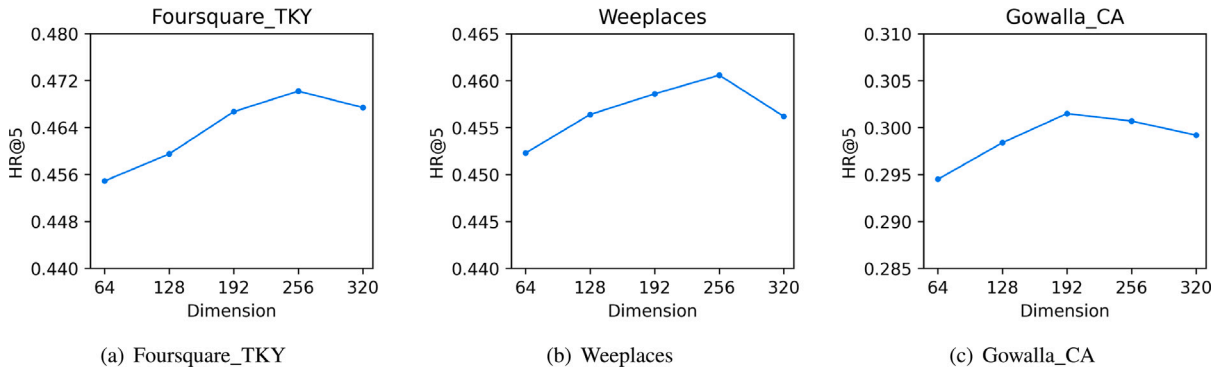 Foursquare_TKY
0.480
0.472
0.464
0.456
0.448
0.440
HR@5
64 128 192 256 320
Dimension
(a) Foursquare_TKY
Weeplaces
0.465
0.460
0.455
0.450
0.445
0.440
HR@5
64 128 192 256 320
Dimension
(b) Weeplaces
Gowalla_CA
0.310
0.305
0.300
0.295
0.290
0.285
HR@5
64 128 192 256 320
Dimension
(c) Gowalla_CA